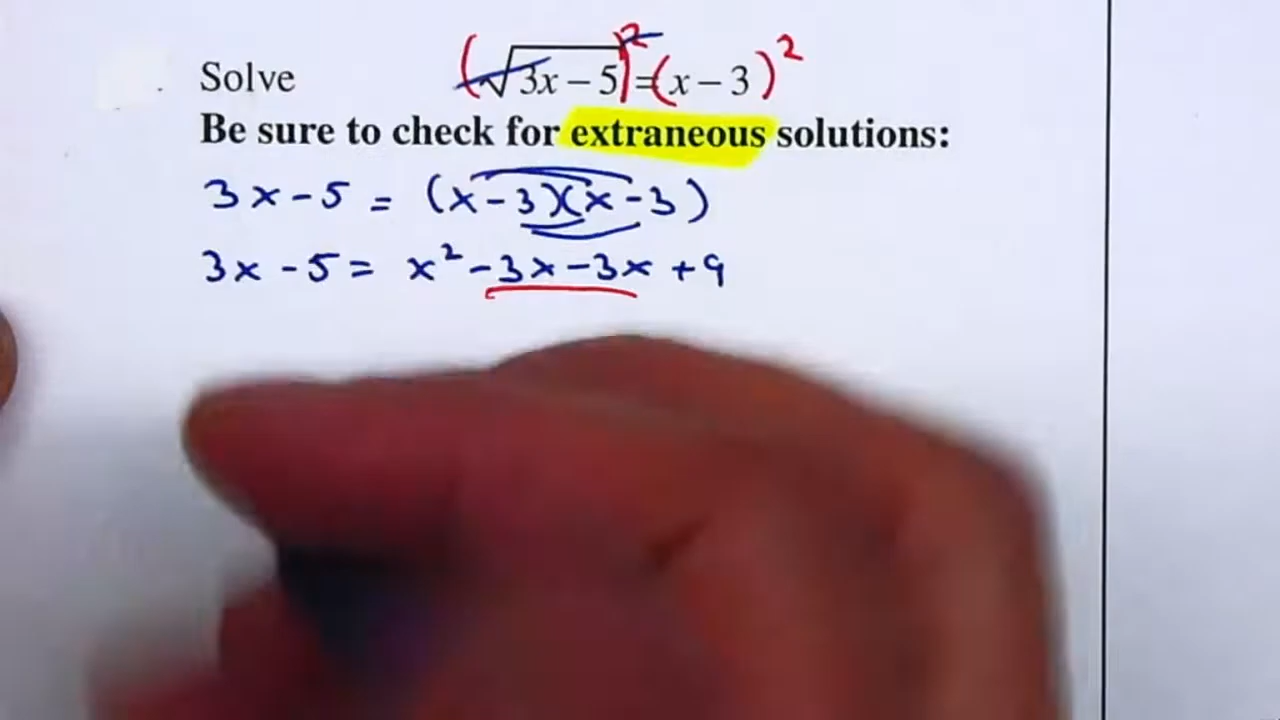 Solve (√3x – 5)² = (x – 3)²
Be sure to check for extraneous solutions:
3x - 5 = (x - 3)(x - 3)
3x - 5 = x² - 3x - 3x + 9